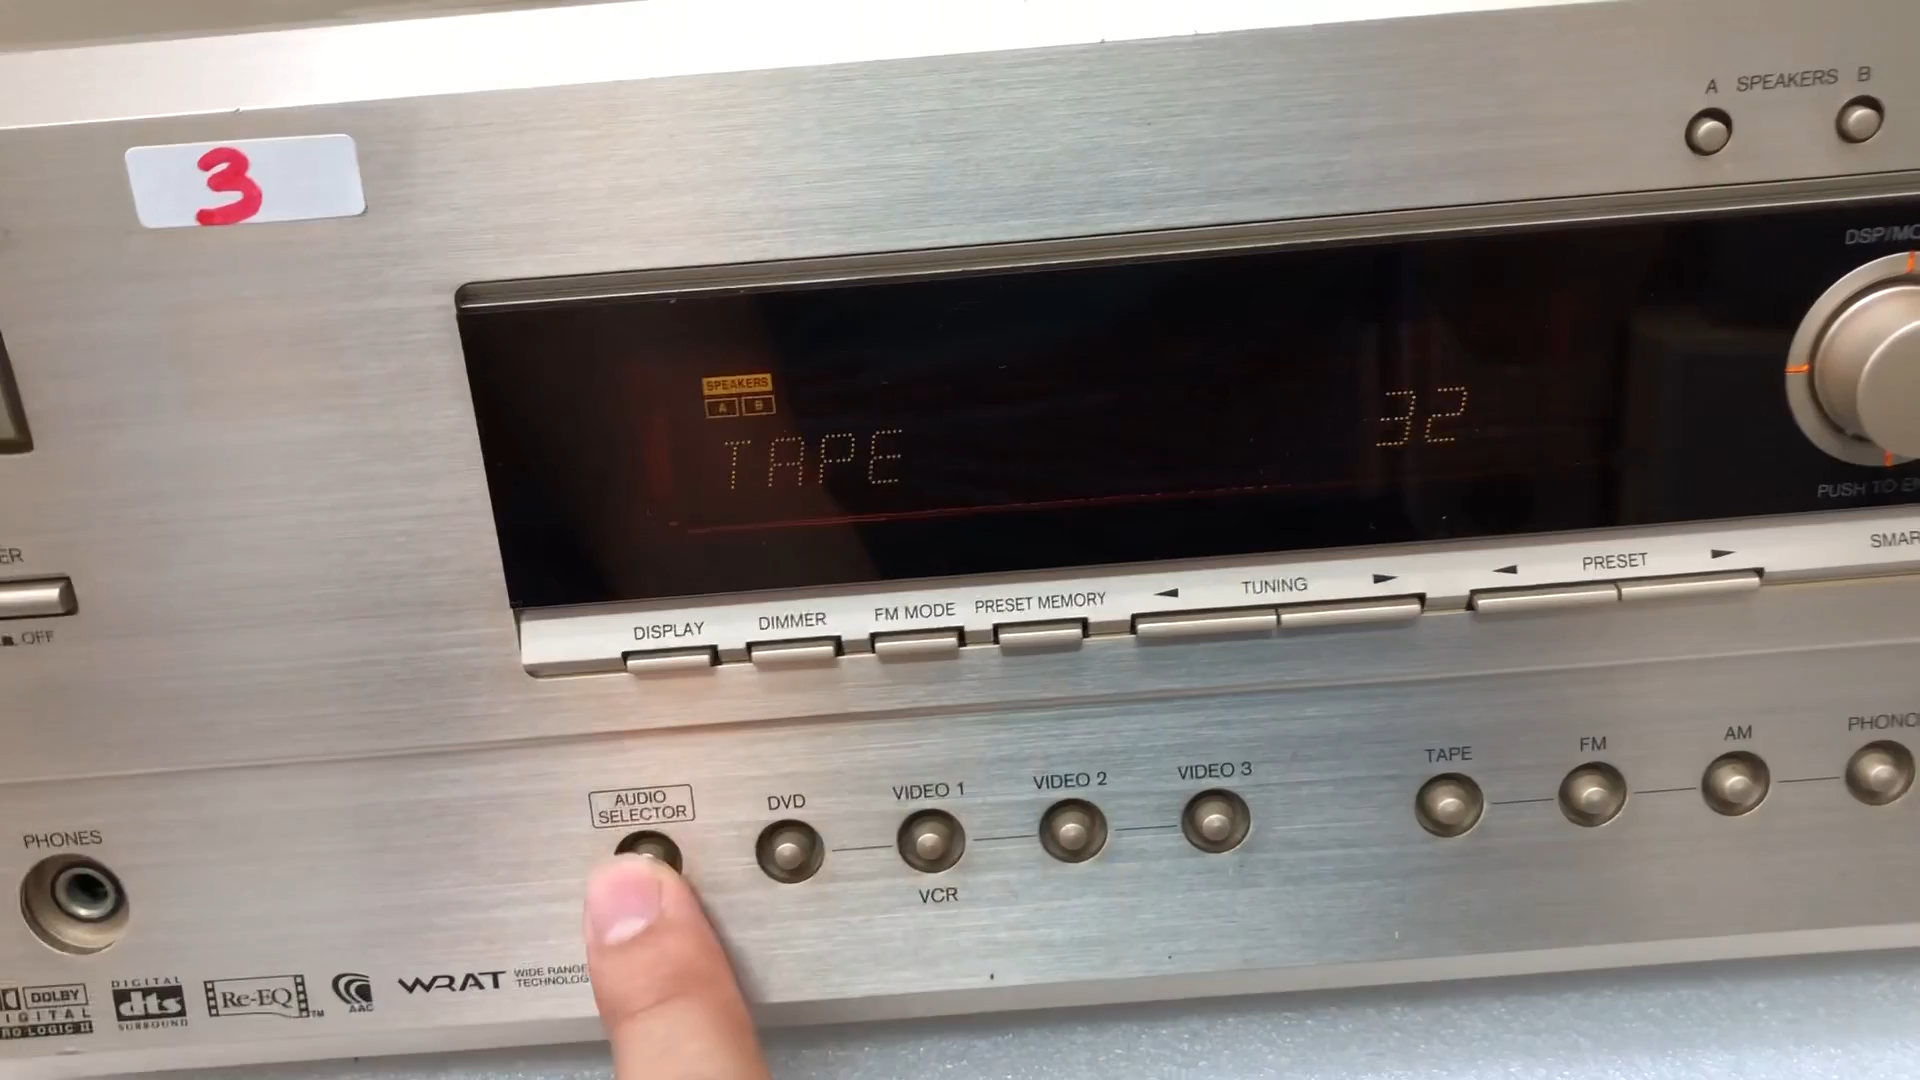 3
A SPEAKERS B
DSP/MO
SPEAKERS
A B
TAPE
32
PUSH TO EN
SMAR
PRESET
TUNING
PRESET MEMORY
FM MODE
DIMMER
DISPLAY
ER
OFF
AUDIO
SELECTOR
DVD
VIDEO 1
VIDEO 2
VIDEO 3
TAPE
FM
AM
PHONO
VCR
PHONES
DOLBY
DIGITAL
PRO LOGIC II
DIGITAL
dts
SURROUND
Re-EQ
TM
AAC
WRAT
WIDE RANGE
TECHNOLOG